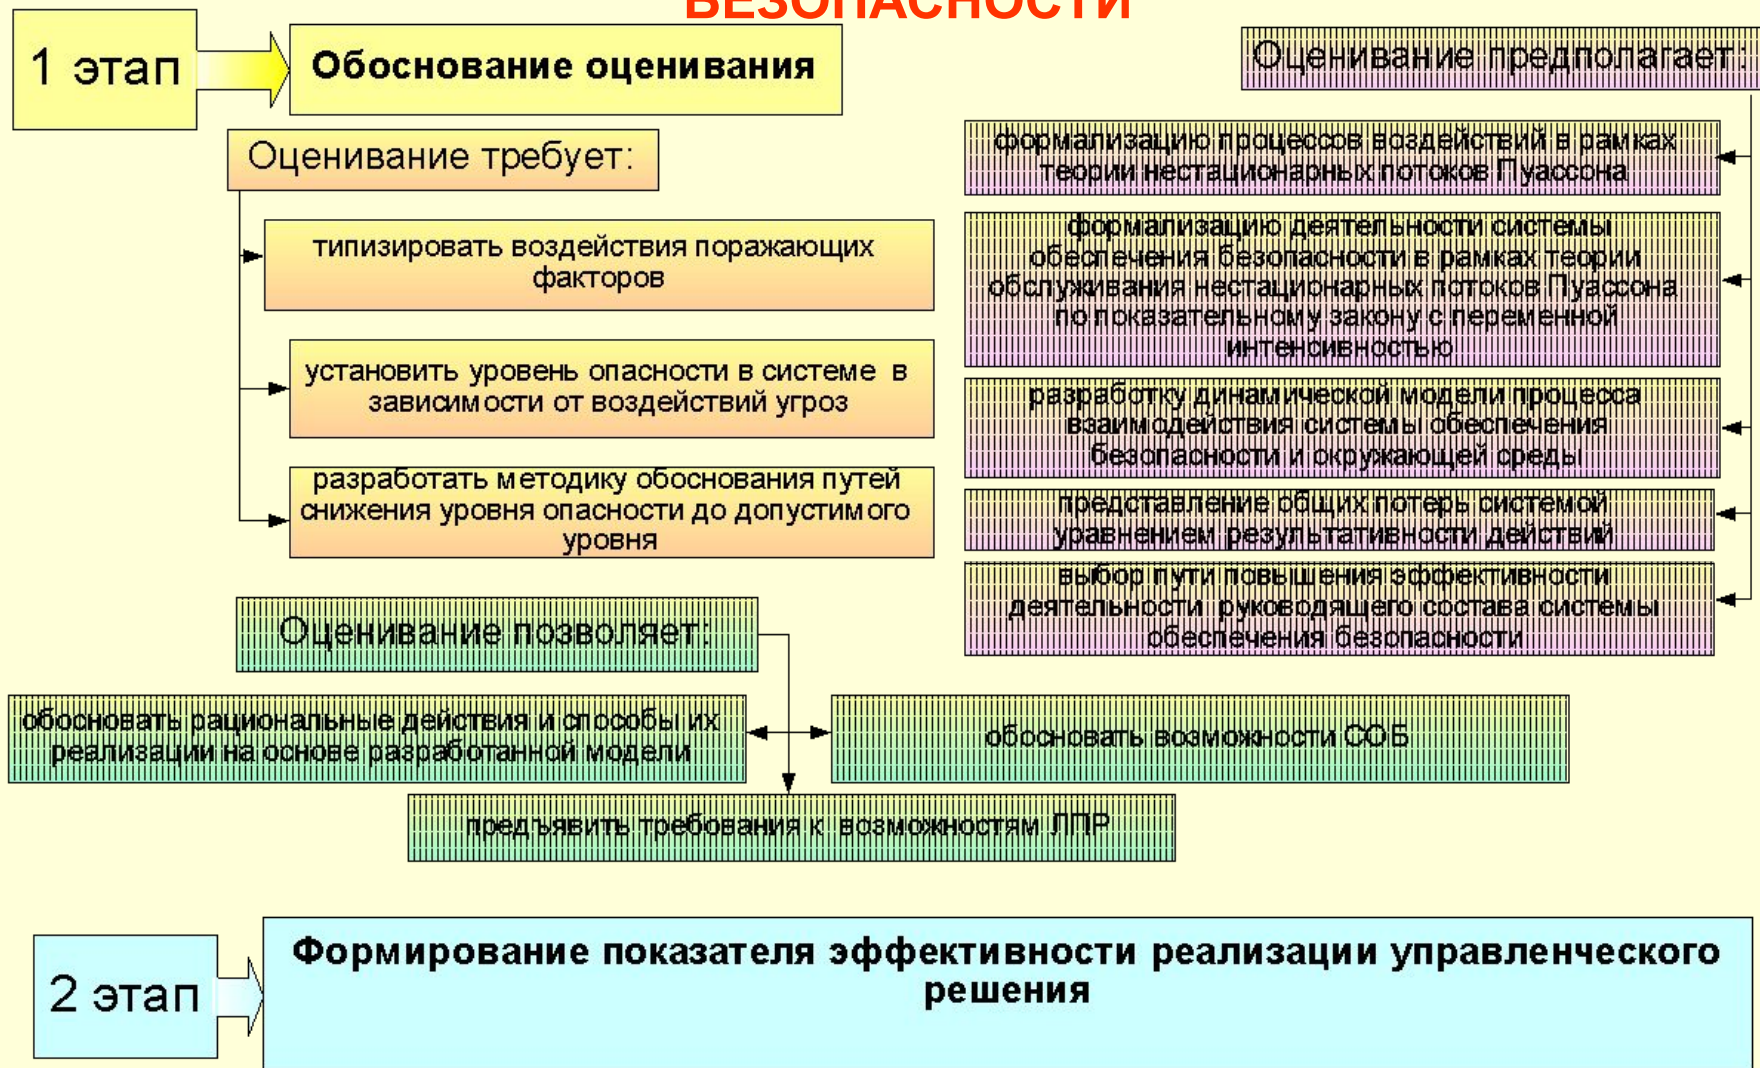 БЕЗОПАСНОСТИ
1 этап
Обоснование оценивания
Оценивание требует:
типизировать воздействия поражающих
факторов
установить уровень опасности в системе в
зависимости от воздействий угроз
разработать методику обоснования путей
снижения уровня опасности до допустимого
уровня
Оценивание предполагает:
формализацию процессов воздействий в рамках
теории нестационарных потоков Пуассона
формализацию деятельности системы
обеспечения безопасности в рамках теории
обслуживания нестационарных потоков Пуассона
по показательному закону с переменной
интенсивностью
разработку динамической модели процесса
взаимодействия системы обеспечения
безопасности и окружающей среды
представление общих потерь системой
уравнением результативности действий
выбор пути повышения эффективности
деятельности руководящего состава системы
обеспечения безопасности
Оценивание позволяет:
обосновать рациональные действия и способы их
реализации на основе разработанной модели
обосновать возможности СОБ
предъявить требования к возможностям ЛПР
2 этап
Формирование показателя эффективности реализации управленческого
решения